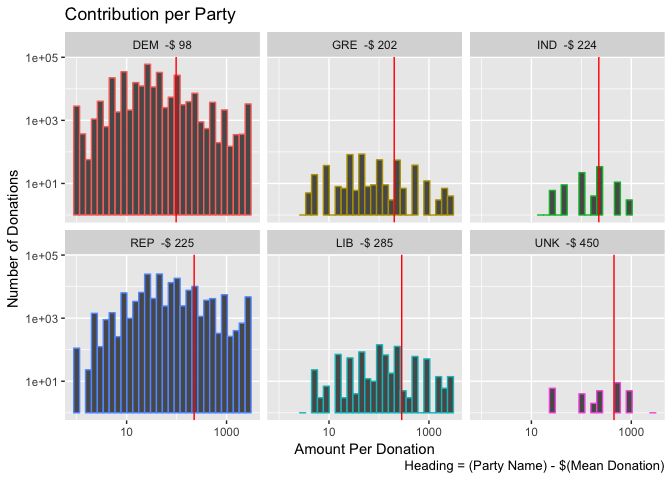 Contribution per Party
DEM -$ 98
GRE -$ 202
IND -$ 224
1e+05
1e+03
1e+01
Number of Donations
REP -$ 225
LIB -$ 285
UNK -$ 450
1e+05
1e+03
1e+01
10
1000
10
1000
10
1000
Amount Per Donation
Heading = (Party Name) - $(Mean Donation)